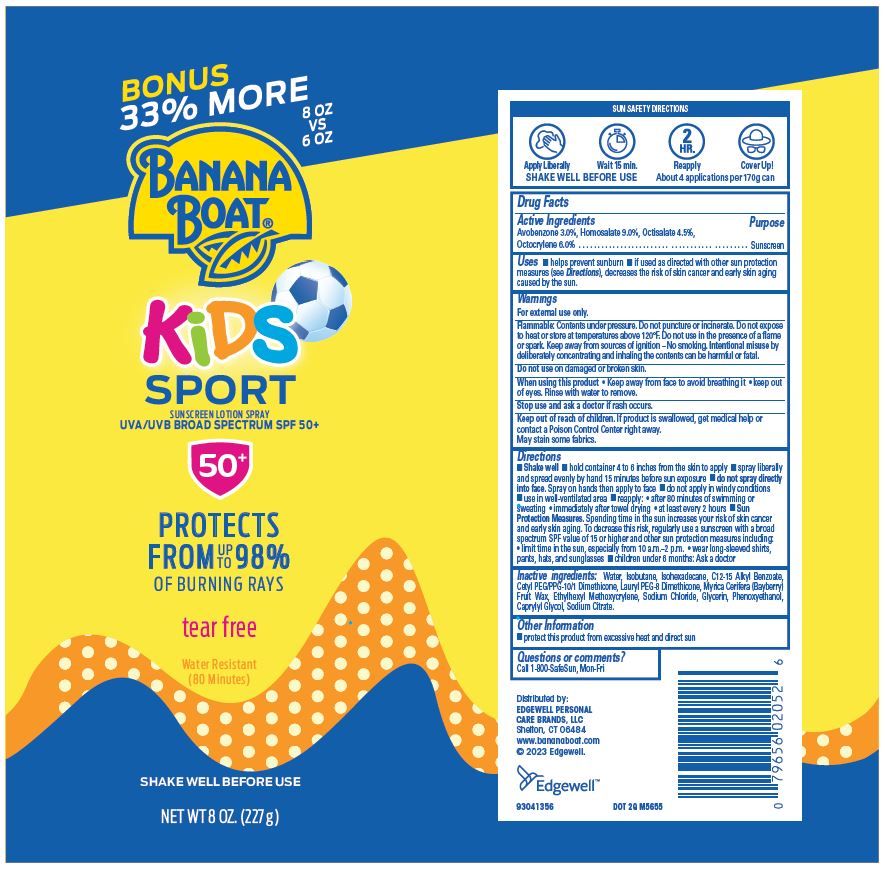 BONUS
33% MORE
8 OZ
VS
6 OZ
BANANA
BOAT®
KiDS
SPORT
SUNSCREEN LOTION SPRAY
UVA/UVB BROAD SPECTRUM SPF 50+
50+
PROTECTS
FROM UP TO 98%
OF BURNING RAYS
tear free
Water Resistant
(80 Minutes)
SHAKE WELL BEFORE USE
NET WT 8 OZ. (227 g)
SUN SAFETY DIRECTIONS
2
HR.
Apply Liberally Wait 15 min. Reapply Cover Up!
SHAKE WELL BEFORE USE About 4 applications per 170g can
Drug Facts
Active Ingredients Purpose
Avobenzone 3.0%, Homosalate 9.0%, Octisalate 4.5%,
Octocrylene 6.0% ........................................... Sunscreen
Uses ■ helps prevent sunburn ■ if used as directed with other sun protection
measures (see Directions), decreases the risk of skin cancer and early skin aging
caused by the sun.
Warnings
For external use only.
Flammable: Contents under pressure. Do not puncture or incinerate. Do not expose
to heat or store at temperatures above 120°F. Do not use in the presence of a flame
or spark. Keep away from sources of ignition – No smoking. Intentional misuse by
deliberately concentrating and inhaling the contents can be harmful or fatal.
Do not use on damaged or broken skin.
When using this product • Keep away from face to avoid breathing it • keep out
of eyes. Rinse with water to remove.
Stop use and ask a doctor if rash occurs.
Keep out of reach of children. If product is swallowed, get medical help or
contact a Poison Control Center right away.
May stain some fabrics.
Directions
■ Shake well ■ hold container 4 to 6 inches from the skin to apply ■ spray liberally
and spread evenly by hand 15 minutes before sun exposure ■ do not spray directly
into face. Spray on hands then apply to face ■ do not apply in windy conditions
■ use in well-ventilated area ■ reapply: • after 80 minutes of swimming or
sweating • immediately after towel drying • at least every 2 hours ■ Sun
Protection Measures. Spending time in the sun increases your risk of skin cancer
and early skin aging. To decrease this risk, regularly use a sunscreen with a broad
spectrum SPF value of 15 or higher and other sun protection measures including:
• limit time in the sun, especially from 10 a.m.–2 p.m. • wear long-sleeved shirts,
pants, hats, and sunglasses ■ children under 6 months: Ask a doctor
Inactive ingredients: Water, Isobutane, Isohexadecane, C12-15 Alkyl Benzoate,
Cetyl PEG/PPG-10/1 Dimethicone, Lauryl PEG-8 Dimethicone, Myrica Cerifera (Bayberry)
Fruit Wax, Ethylhexyl Methoxycrylene, Sodium Chloride, Glycerin, Phenoxyethanol,
Caprylyl Glycol, Sodium Citrate.
Other Information
■ protect this product from excessive heat and direct sun
Questions or comments?
Call 1-800-SafeSun, Mon-Fri
Distributed by:
EDGEWELL PERSONAL
CARE BRANDS, LLC
Shelton, CT 06484
www.bananaboat.com
© 2023 Edgewell.
Edgewell™
93041356 DOT 2Q M5655
0 79656 02052 6